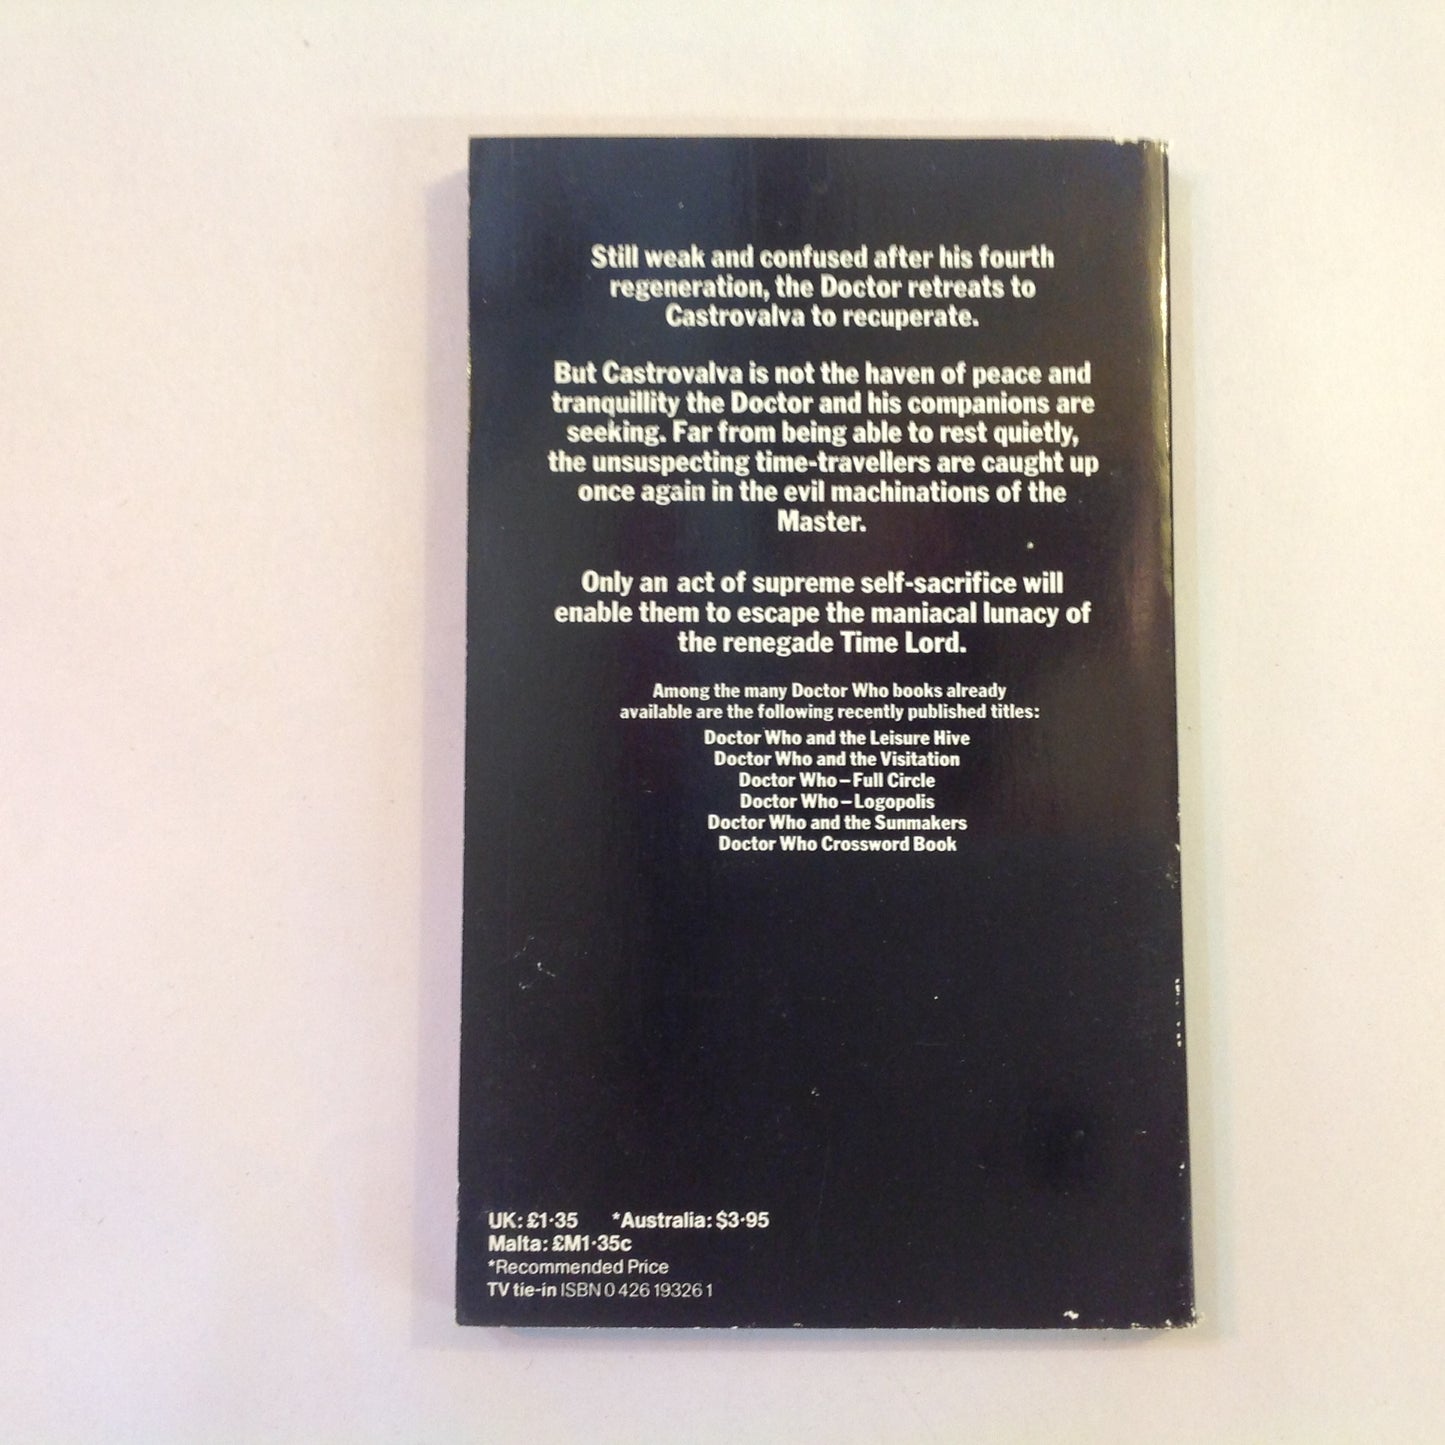 Still weak and confused after his fourth
regeneration, the Doctor retreats to
Castrovalva to recuperate.
But Castrovalva is not the haven of peace and
tranquillity the Doctor and his companions are
seeking. Far from being able to rest quietly,
the unsuspecting time-travellers are caught up
once again in the evil machinations of the
Master.
Only an act of supreme self-sacrifice will
enable them to escape the maniacal lunacy of
the renegade Time Lord.
Among the many Doctor Who books already
available are the following recently published titles:
Doctor Who and the Leisure Hive
Doctor Who and the Visitation
Doctor Who–Full Circle
Doctor Who–Logopolis
Doctor Who and the Sunmakers
Doctor Who Crossword Book
UK: £1·35 *Australia: $3·95
Malta: £M1·35c
*Recommended Price
TV tie-in ISBN 0 426 19326 1